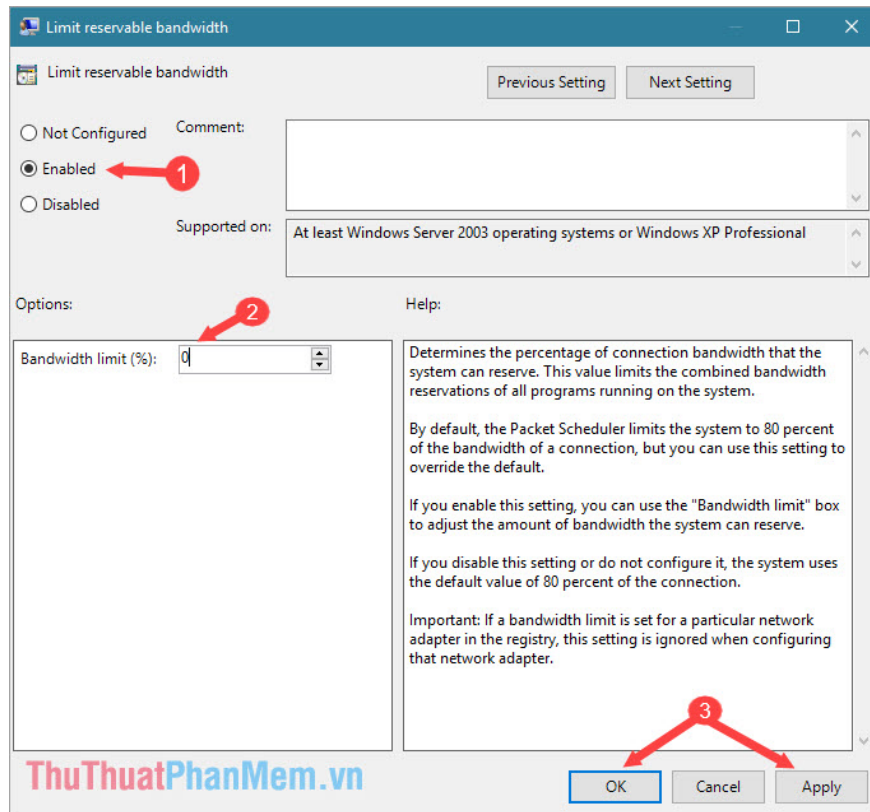 Limit reservable bandwidth
Limit reservable bandwidth
Previous Setting
Next Setting
Not Configured
Comment:
Enabled
1
Disabled
Supported on:
At least Windows Server 2003 operating systems or Windows XP Professional
Options:
2
Help:
Bandwidth limit (%):
0
Determines the percentage of connection bandwidth that the
system can reserve. This value limits the combined bandwidth
reservations of all programs running on the system.
By default, the Packet Scheduler limits the system to 80 percent
of the bandwidth of a connection, but you can use this setting to
override the default.
If you enable this setting, you can use the "Bandwidth limit" box
to adjust the amount of bandwidth the system can reserve.
If you disable this setting or do not configure it, the system uses
the default value of 80 percent of the connection.
Important: If a bandwidth limit is set for a particular network
adapter in the registry, this setting is ignored when configuring
that network adapter.
3
ThuThuatPhanMem.vn
OK
Cancel
Apply